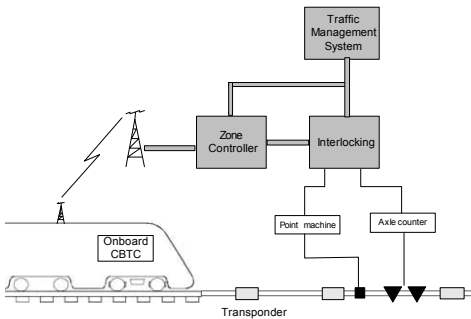 Traffic
Management
System
Zone
Controller
Interlocking
Point machine
Axle counter
Onboard
CBTC
Transponder